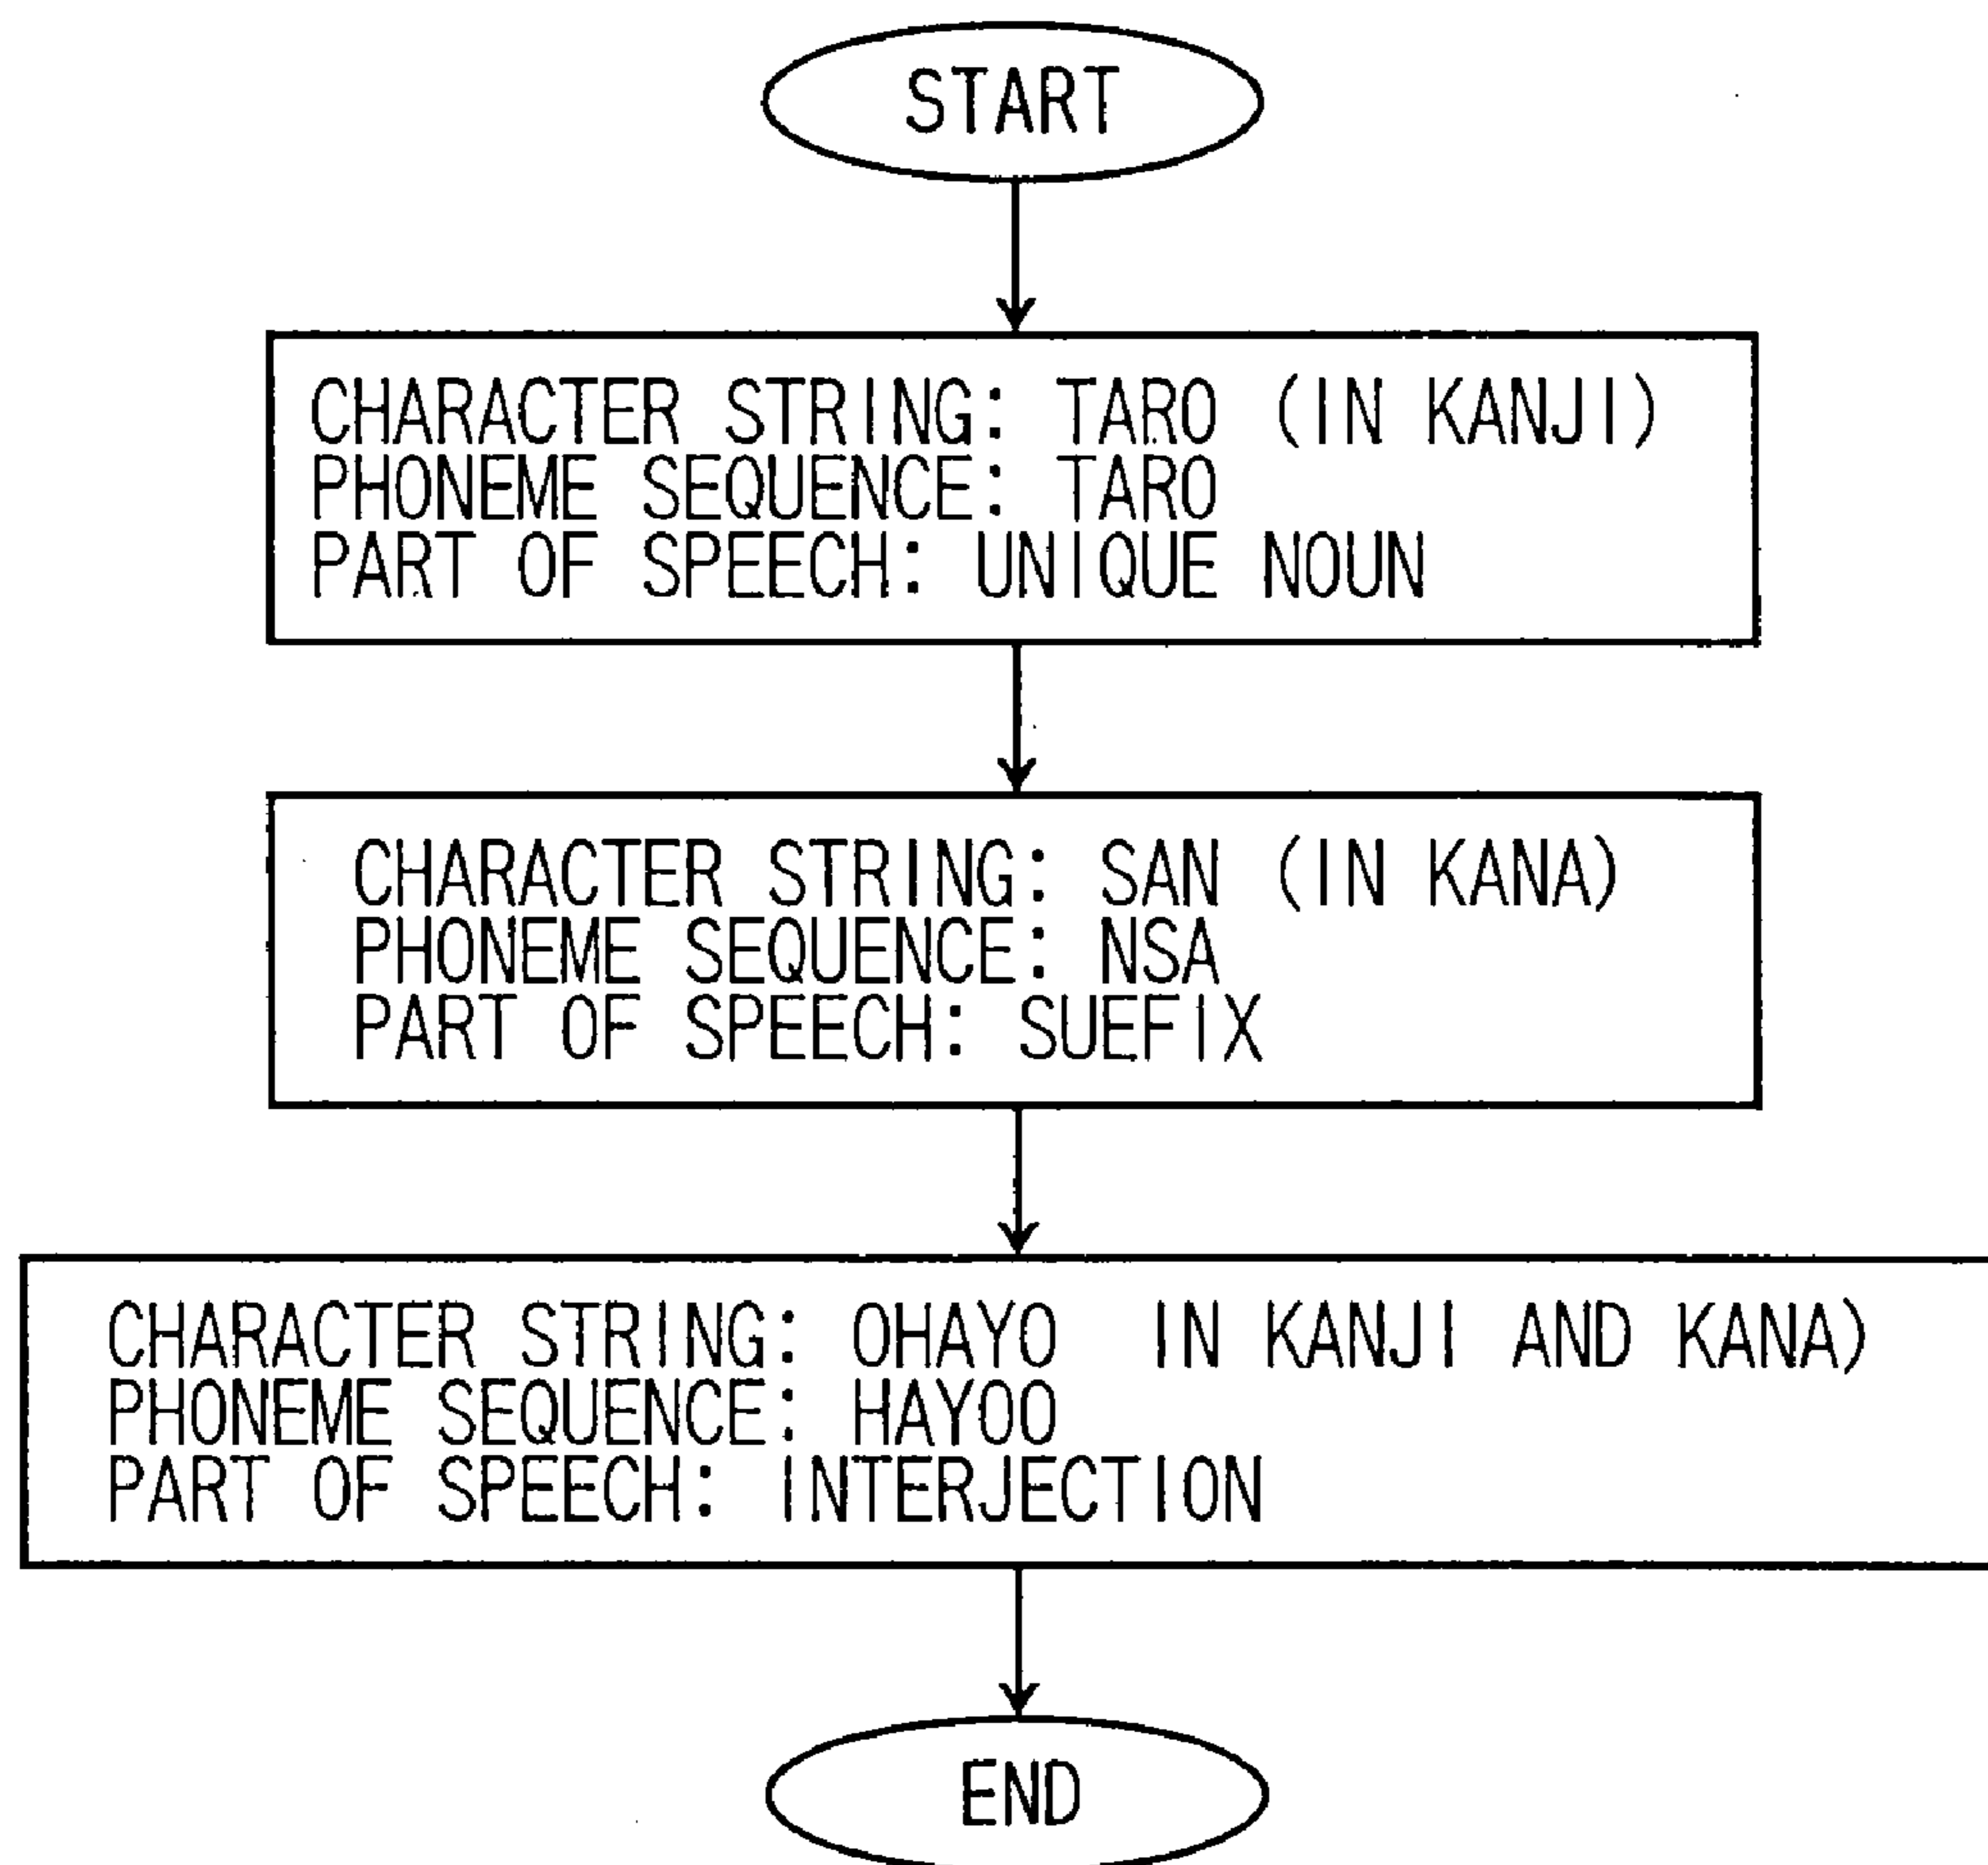 START
CHARACTER STRING: TARO (IN KANJI)
PHONEME SEQUENCE: TARO
PART OF SPEECH: UNIQUE NOUN
CHARACTER STRING: SAN (IN KANA)
PHONEME SEQUENCE: NSA
PART OF SPEECH: SUEFIX
CHARACTER STRING: OHAYO IN KANJI AND KANA)
PHONEME SEQUENCE: HAYOO
PART OF SPEECH: INTERJECTION
END